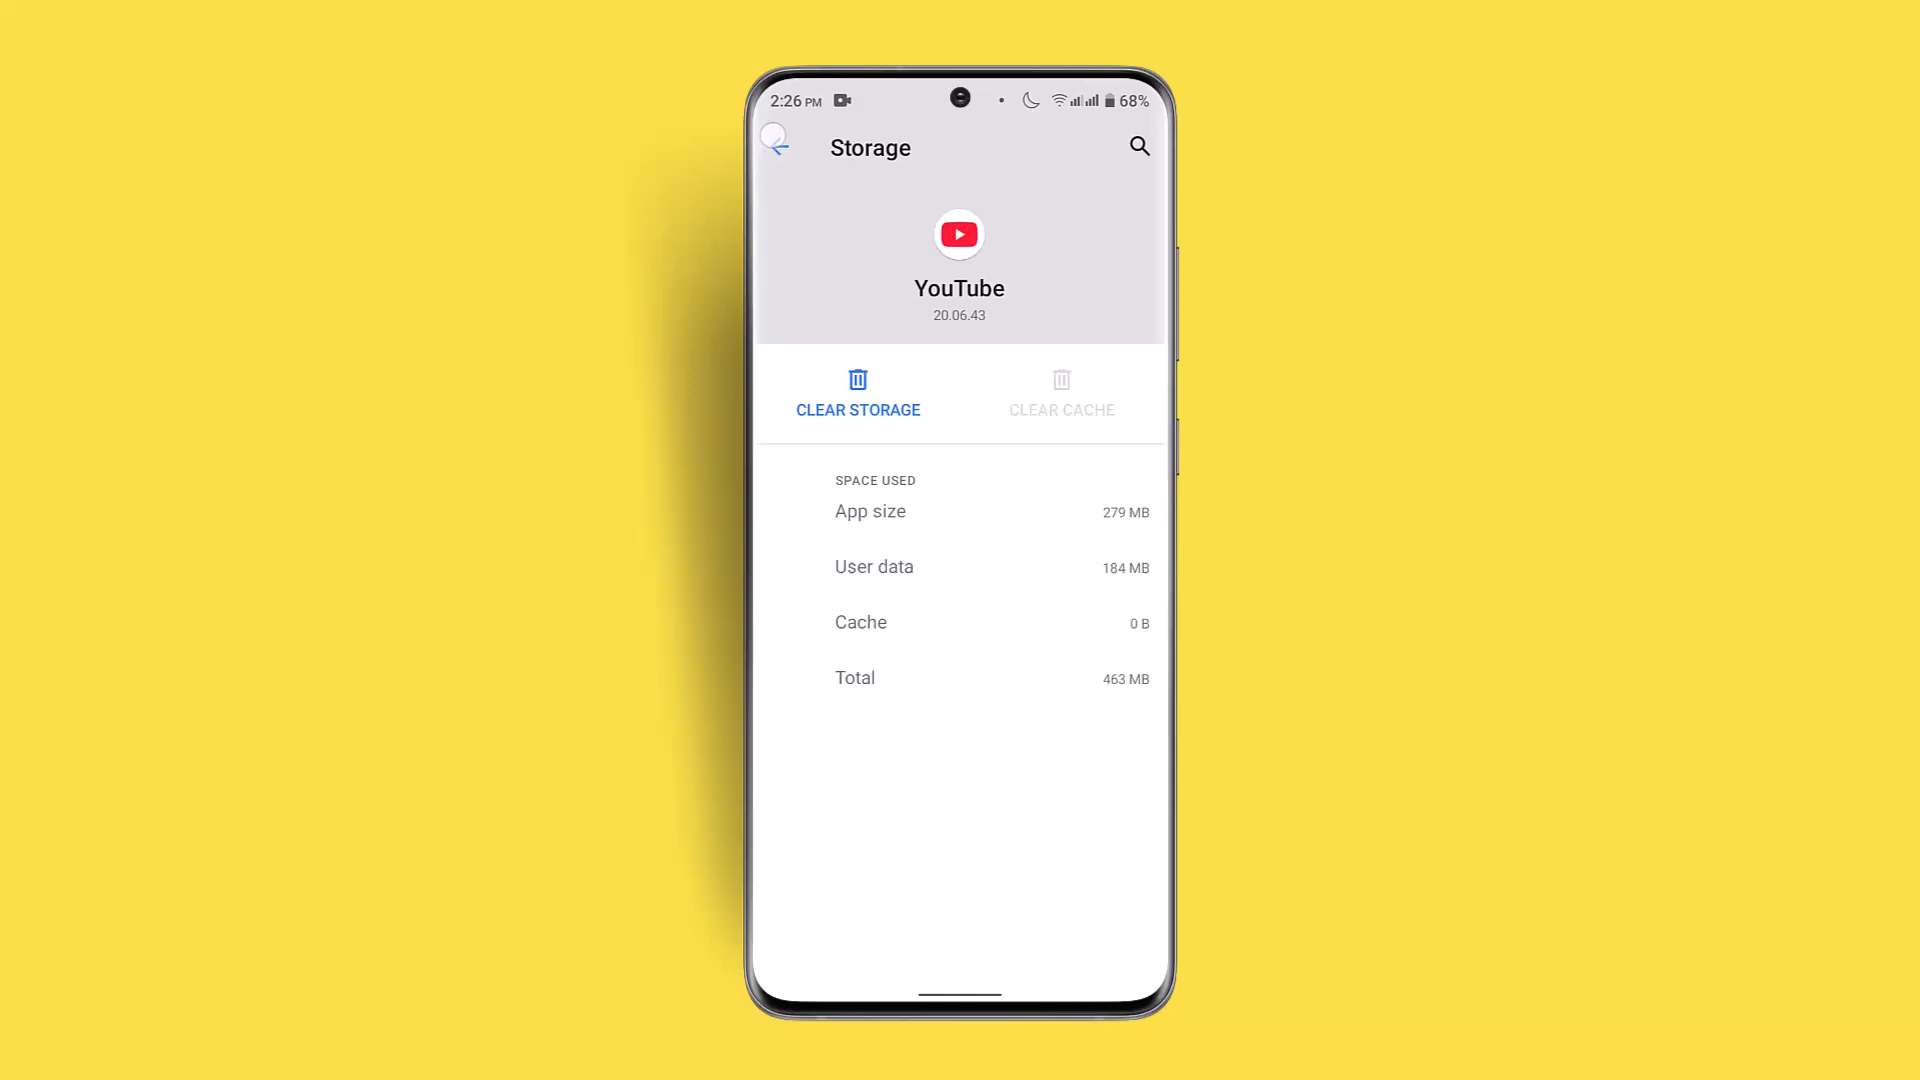 2:26 PM 68%
Storage
YouTube
20.06.43
CLEAR STORAGE CLEAR CACHE
SPACE USED
App size 279 MB
User data 184 MB
Cache 0 B
Total 463 MB